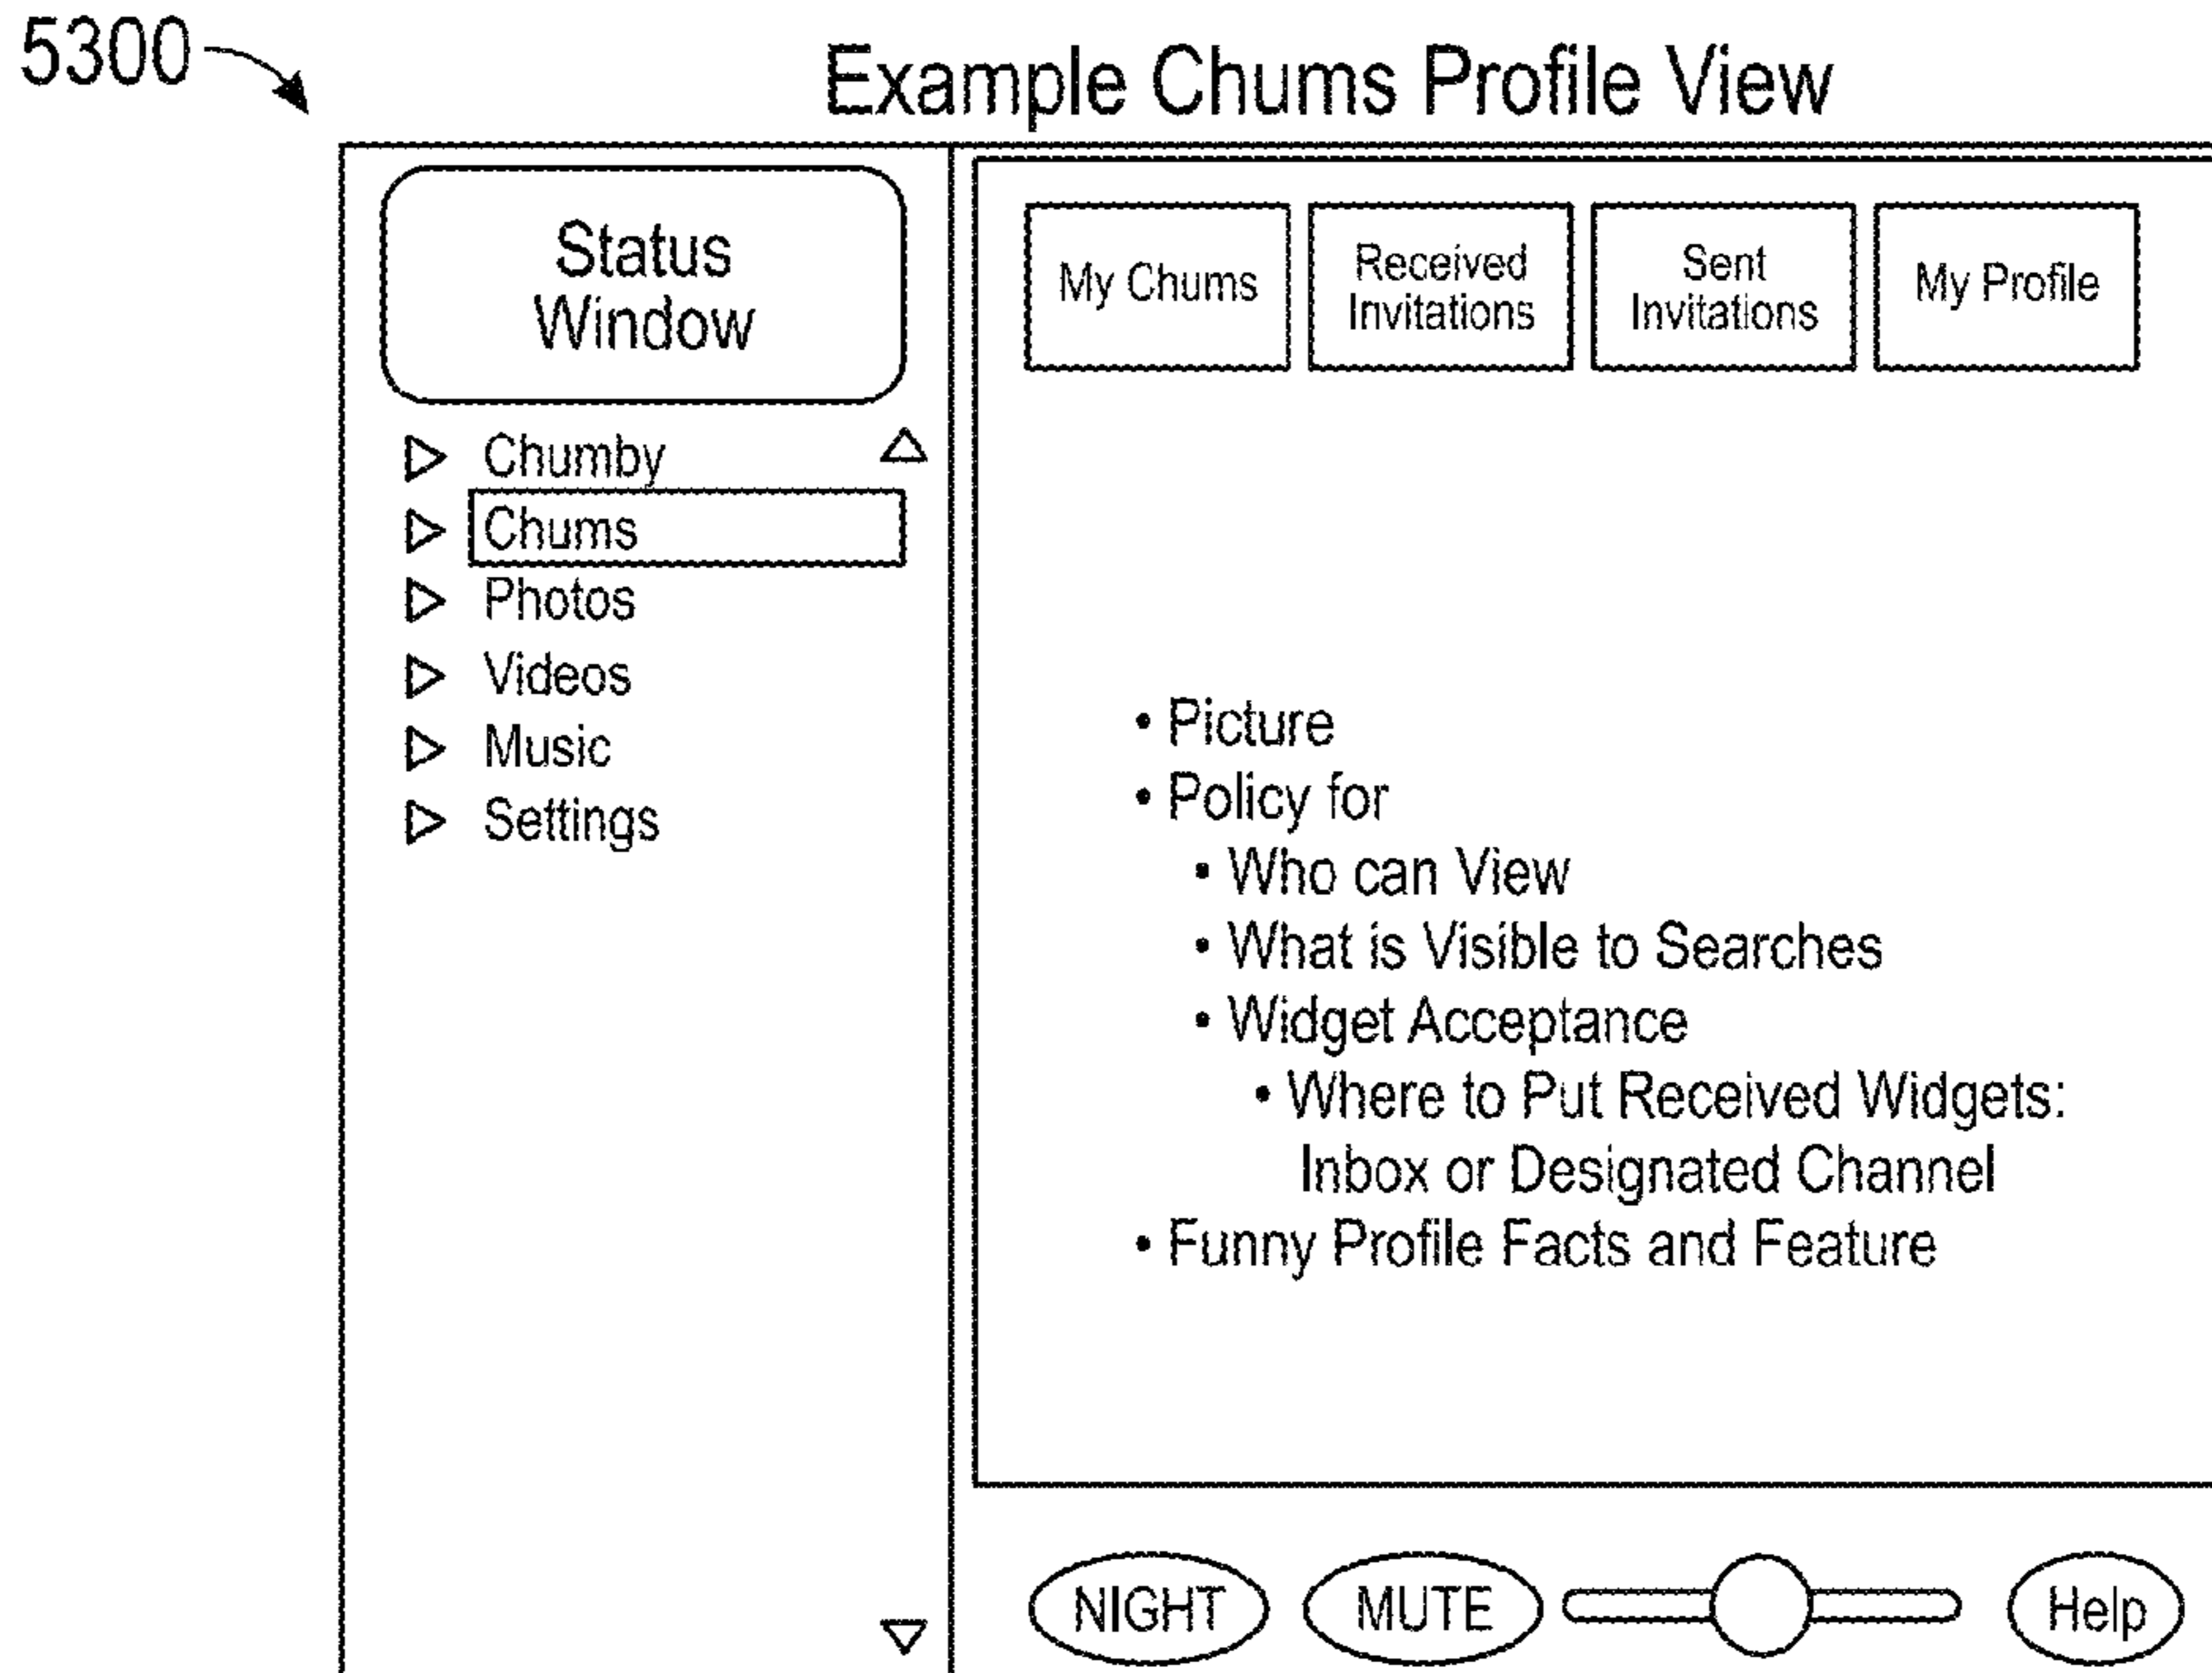 5300
Example Chums Profile View
Status
Window
Chumby
Chums
Photos
Videos
Music
Settings
My Chums
Received
Invitations
Sent
Invitations
My Profile
• Picture
• Policy for
• Who can View
• What is Visible to Searches
• Widget Acceptance
• Where to Put Received Widgets:
Inbox or Designated Channel
• Funny Profile Facts and Feature
NIGHT
MUTE
Help